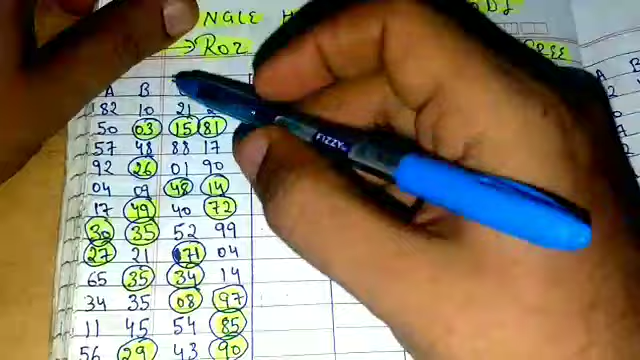 NGLE H
→ Roz
A B
182 10 21
50 03 15 81
57 48 88 17
92 26 01 90
04 09 48 14
17 49 40 72
30 35 52 99
27 21 71 04
65 35 34 14
34 35 08 97
11 45 54 85
56 29 43 90
FIZZY